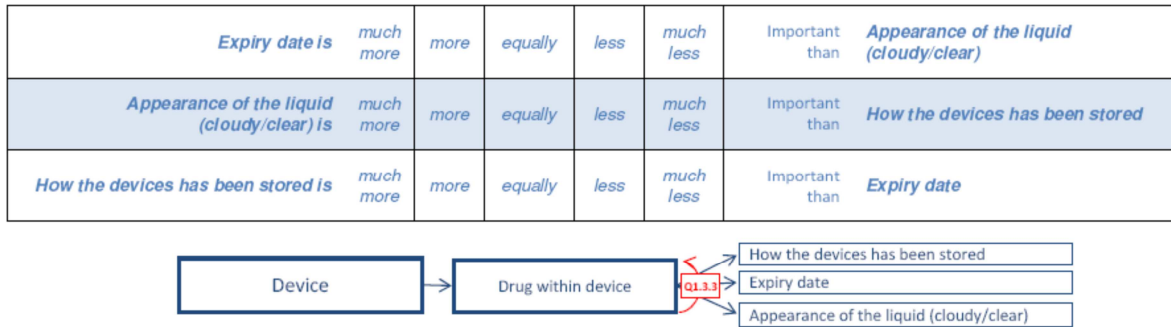 Expiry date is much more more equally less much less Important than Appearance of the liquid (cloudy/clear)
Appearance of the liquid (cloudy/clear) is much more more equally less much less Important than How the devices has been stored
How the devices has been stored is much more more equally less much less Important than Expiry date
Device
Drug within device
Q1.3.3
How the devices has been stored
Expiry date
Appearance of the liquid (cloudy/clear)